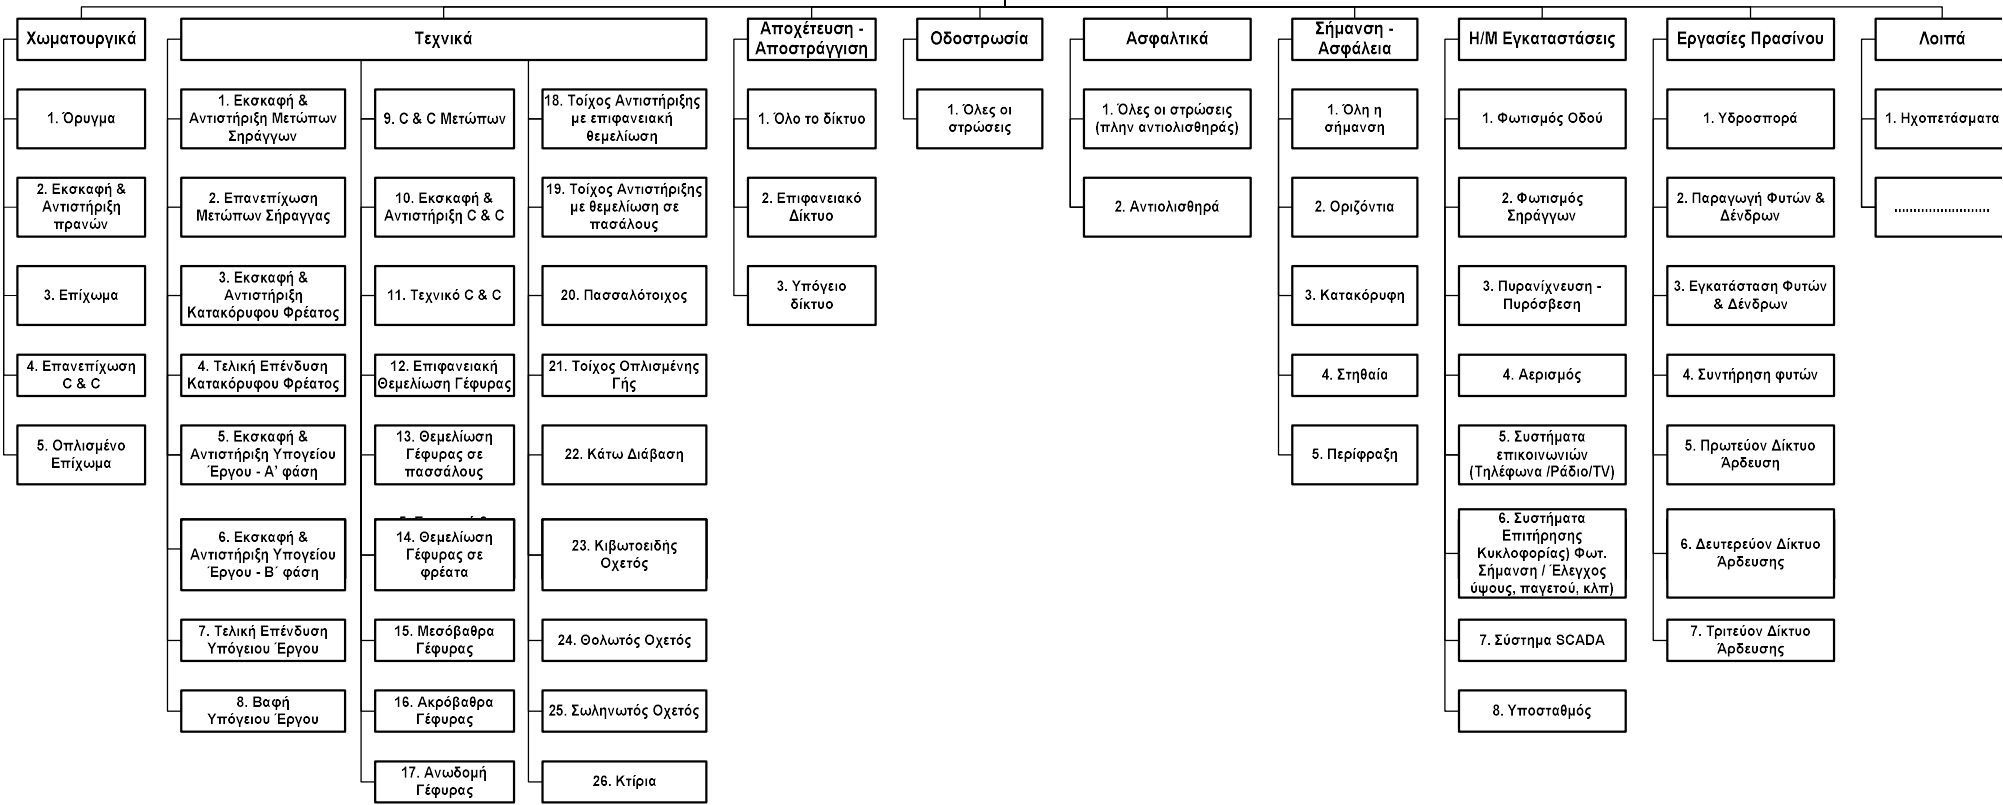 Χωματουργικά
1. Όρυγμα
2. Εκσκαφή &
Αντιστήριξη
πρανών
3. Επίχωμα
4. Επανεπίχωση
C & C
5. Οπλισμένο
Επίχωμα
Τεχνικά
1. Εκσκαφή &
Αντιστήριξη Μετώπων
Σηράγγων
2. Επανεπίχωση
Μετώπων Σήραγγας
3. Εκσκαφή &
Αντιστήριξη
Κατακόρυφου Φρέατος
4. Τελική Επένδυση
Κατακόρυφου Φρέατος
5. Εκσκαφή &
Αντιστήριξη Υπογείου
Έργου - Α’ φάση
6. Εκσκαφή &
Αντιστήριξη Υπογείου
Έργου - Β΄ φάση
7. Τελική Επένδυση
Υπόγειου Έργου
8. Βαφή
Υπόγειου Έργου
9. C & C Μετώπων
10. Εκσκαφή &
Αντιστήριξη C & C
11. Τεχνικό C & C
12. Επιφανειακή
Θεμελίωση Γέφυρας
13. Θεμελίωση
Γέφυρας σε
πασσάλους
14. Θεμελίωση
Γέφυρας σε
φρέατα
15. Μεσόβαθρα
Γέφυρας
16. Ακρόβαθρα
Γέφυρας
17. Ανωδομή
Γέφυρας
18. Τοίχος Αντιστήριξης
με επιφανειακή
θεμελίωση
19. Τοίχος Αντιστήριξης
με θεμελίωση σε
πασάλους
20. Πασσαλότοιχος
21. Τοίχος Οπλισμένης
Γής
22. Κάτω Διάβαση
23. Κιβωτοειδής
Οχετός
24. Θολωτός Οχετός
25. Σωληνωτός Οχετός
26. Κτίρια
Αποχέτευση -
Αποστράγγιση
1. Όλο το δίκτυο
2. Επιφανειακό
Δίκτυο
3. Υπόγειο
δίκτυο
Οδοστρωσία
1. Όλες οι
στρώσεις
Ασφαλτικά
1. Όλες οι στρώσεις
(πλην αντιολισθηράς)
2. Αντιολισθηρά
Σήμανση -
Ασφάλεια
1. Όλη η
σήμανση
2. Οριζόντια
3. Κατακόρυφη
4. Στηθαία
5. Περίφραξη
Η/Μ Εγκαταστάσεις
1. Φωτισμός Οδού
2. Φωτισμός
Σηράγγων
3. Πυρανίχνευση -
Πυρόσβεση
4. Αερισμός
5. Συστήματα
επικοινωνιών
(Τηλέφωνα /Ράδιο/TV)
6. Συστήματα
Επιτήρησης
Κυκλοφορίας) Φωτ.
Σήμανση / Έλεγχος
ύψους, παγετού, κλπ)
7. Σύστημα SCADA
8. Υποσταθμός
Εργασίες Πρασίνου
1. Υδροσπορά
2. Παραγωγή Φυτών &
Δένδρων
3. Εγκατάσταση Φυτών
& Δένδρων
4. Συντήρηση φυτών
5. Πρωτεύον Δίκτυο
Άρδευση
6. Δευτερεύον Δίκτυο
Άρδευσης
7. Τριτεύον Δίκτυο
Άρδευσης
Λοιπά
1. Ηχοπετάσματα
.........................